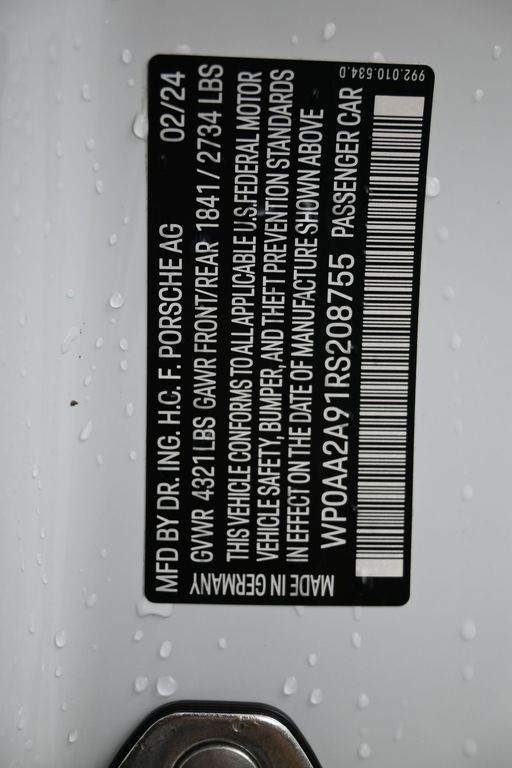 MFD BY DR. ING. H.C. F. PORSCHE AG 02/24
GVWR 4321 LBS GAWR FRONT/REAR 1841 / 2734 LBS
THIS VEHICLE CONFORMS TO ALL APPLICABLE U.S. FEDERAL MOTOR
VEHICLE SAFETY, BUMPER, AND THEFT PREVENTION STANDARDS
IN EFFECT ON THE DATE OF MANUFACTURE SHOWN ABOVE
WP0AA2A91RS208755 PASSENGER CAR
MADE IN GERMANY
992.010.534.D